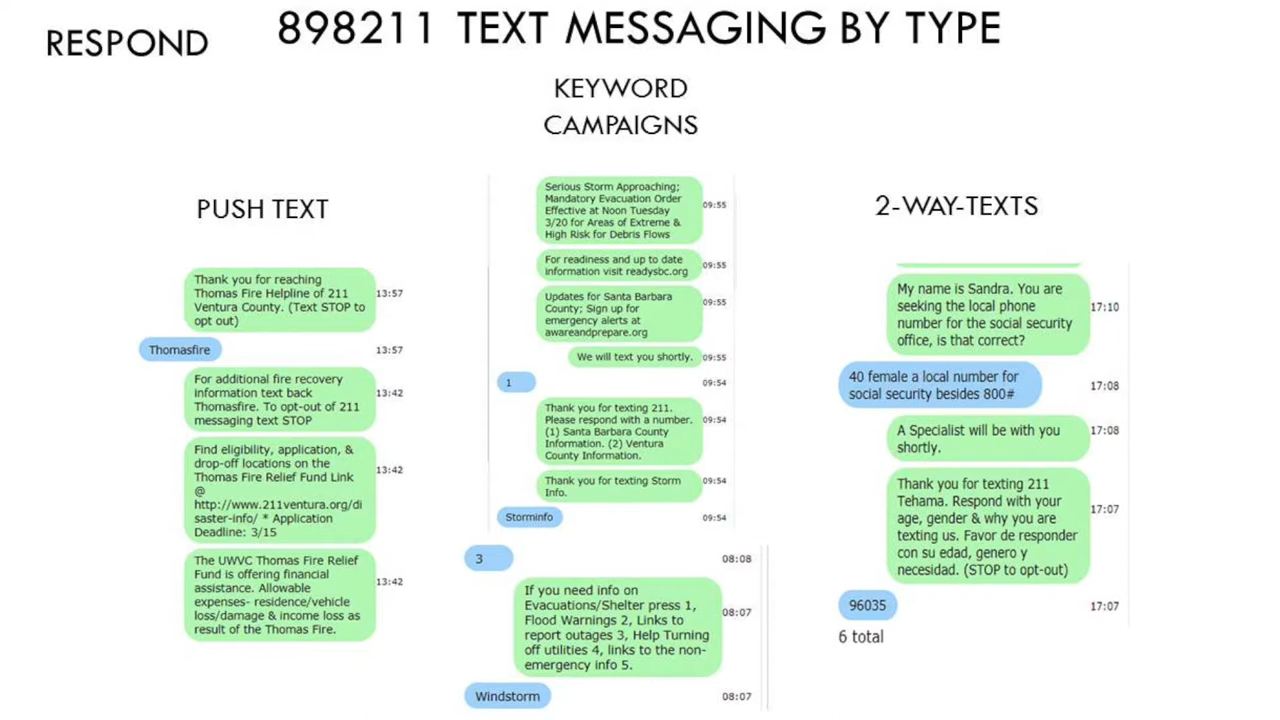 RESPOND
898211 TEXT MESSAGING BY TYPE
KEYWORD
CAMPAIGNS
PUSH TEXT
Thank you for reaching
Thomas Fire Helpline of 211
Ventura County. (Text STOP to
opt out)
13:57
Thomasfire
13:57
For additional fire recovery
information text back
Thomasfire. To opt-out of 211
messaging text STOP
13:42
Find eligibility, application, &
drop-off locations on the
Thomas Fire Relief Fund Link
@
http://www.211ventura.org/di
saster-info/ * Application
Deadline: 3/15
13:42
The UWVC Thomas Fire Relief
Fund is offering financial
assistance. Allowable
expenses- residence/vehicle
loss/damage & income loss as
result of the Thomas Fire.
13:42
Serious Storm Approaching;
Mandatory Evacuation Order
Effective at Noon Tuesday
3/20 for Areas of Extreme &
High Risk for Debris Flows
09:55
For readiness and up to date
information visit readysbc.org
09:55
Updates for Santa Barbara
County; Sign up for
emergency alerts at
awareandprepare.org
09:55
We will text you shortly.
09:55
1
09:54
Thank you for texting 211.
Please respond with a number.
(1) Santa Barbara County
Information. (2) Ventura
County Information.
09:54
Thank you for texting Storm
Info.
09:54
Storminfo
09:54
3
08:08
If you need info on
Evacuations/Shelter press 1,
Flood Warnings 2, Links to
report outages 3, Help Turning
off utilities 4, links to the non-
emergency info 5.
08:07
Windstorm
08:07
2-WAY-TEXTS
My name is Sandra. You are
seeking the local phone
number for the social security
office, is that correct?
17:10
40 female a local number for
social security besides 800#
17:08
A Specialist will be with you
shortly.
17:08
Thank you for texting 211
Tehama. Respond with your
age, gender & why you are
texting us. Favor de responder
con su edad, genero y
necesidad. (STOP to opt-out)
17:07
96035
17:07
6 total